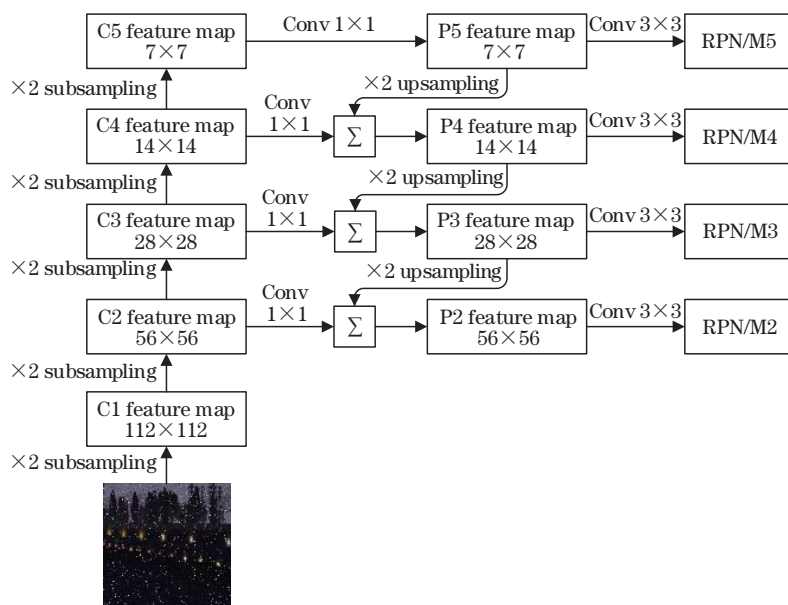 C5 feature map
7×7
Conv 1×1
P5 feature map
7×7
Conv 3×3
RPN/M5
×2 subsampling
×2 upsampling
C4 feature map
14×14
Conv
1×1
Σ
P4 feature map
14×14
Conv 3×3
RPN/M4
×2 subsampling
×2 upsampling
C3 feature map
28×28
Conv
1×1
Σ
P3 feature map
28×28
Conv 3×3
RPN/M3
×2 subsampling
×2 upsampling
C2 feature map
56×56
Conv
1×1
Σ
P2 feature map
56×56
Conv 3×3
RPN/M2
×2 subsampling
C1 feature map
112×112
×2 subsampling